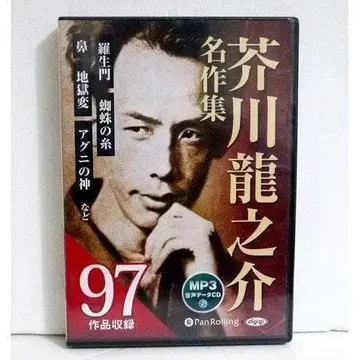 芥川龍之介
名作集
羅生門 蜘蛛の糸
鼻 地獄変 アグニの神 など
97
作品収録
MP3
音声データCD
PanRolling